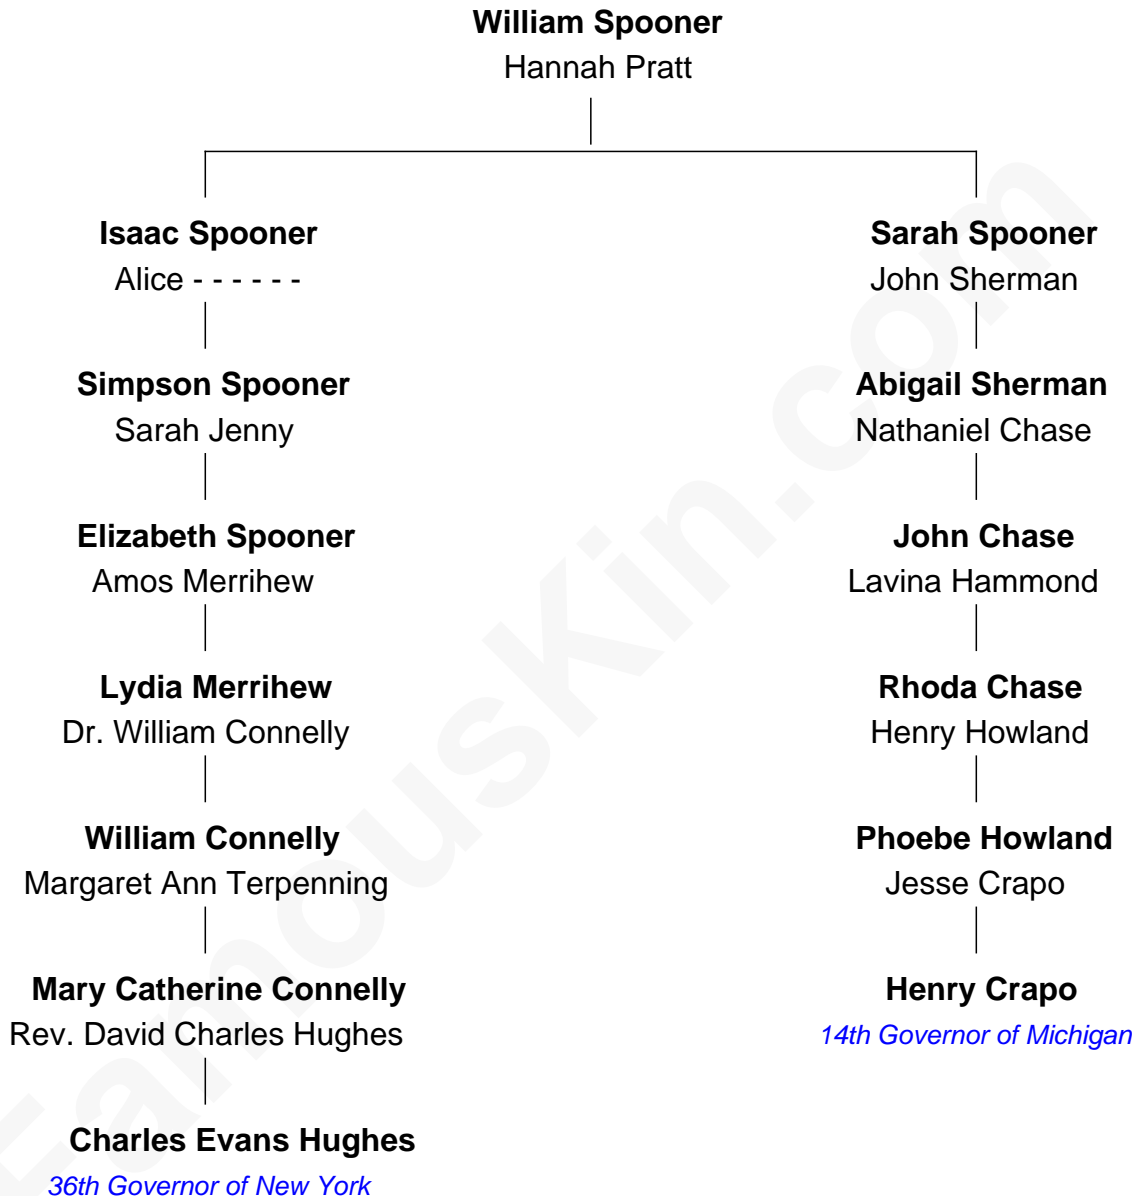 William Spooner
Hannah Pratt
Isaac Spooner
Alice - - - - - -
Sarah Spooner
John Sherman
Simpson Spooner
Sarah Jenny
Abigail Sherman
Nathaniel Chase
Elizabeth Spooner
Amos Merrihew
John Chase
Lavina Hammond
Lydia Merrihew
Dr. William Connelly
Rhoda Chase
Henry Howland
William Connelly
Margaret Ann Terpenning
Phoebe Howland
Jesse Crapo
Mary Catherine Connelly
Rev. David Charles Hughes
Henry Crapo
14th Governor of Michigan
Charles Evans Hughes
36th Governor of New York
FamousKin.com